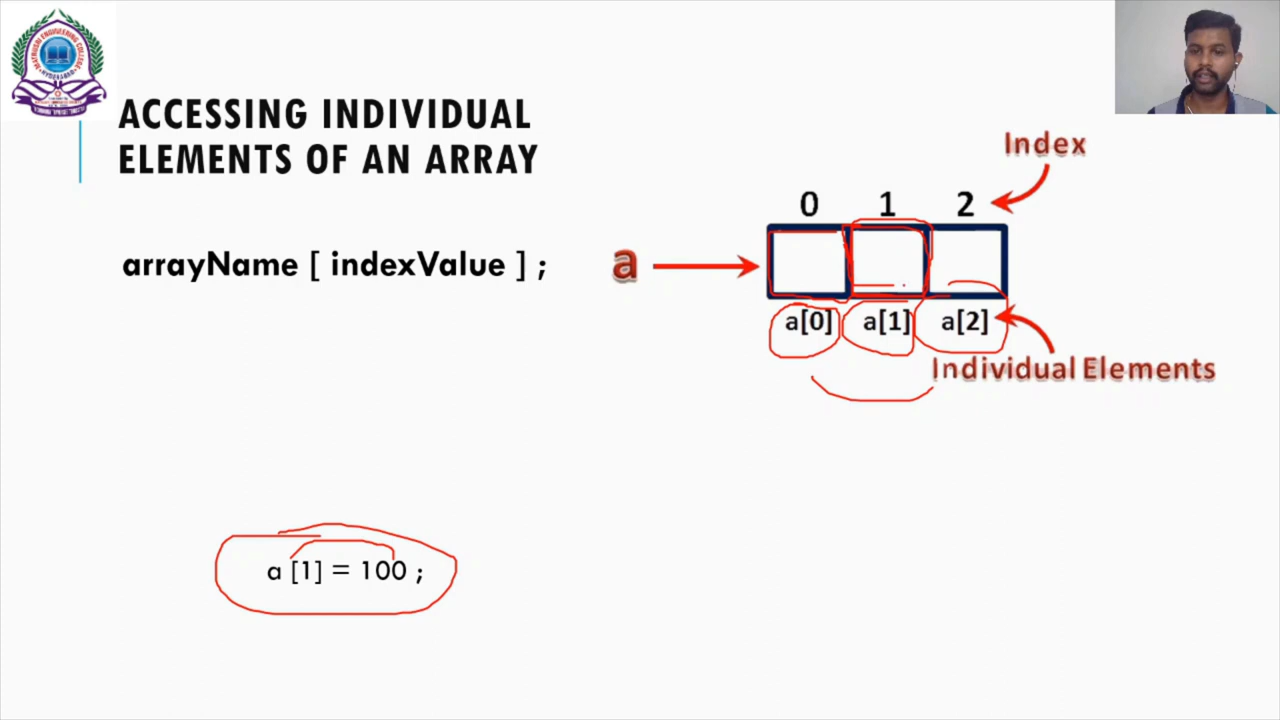 ACCESSING INDIVIDUAL
ELEMENTS OF AN ARRAY
Index
0 1 2
arrayName [ indexValue ] ;
a
a[0] a[1] a[2]
Individual Elements
a [1] = 100 ;